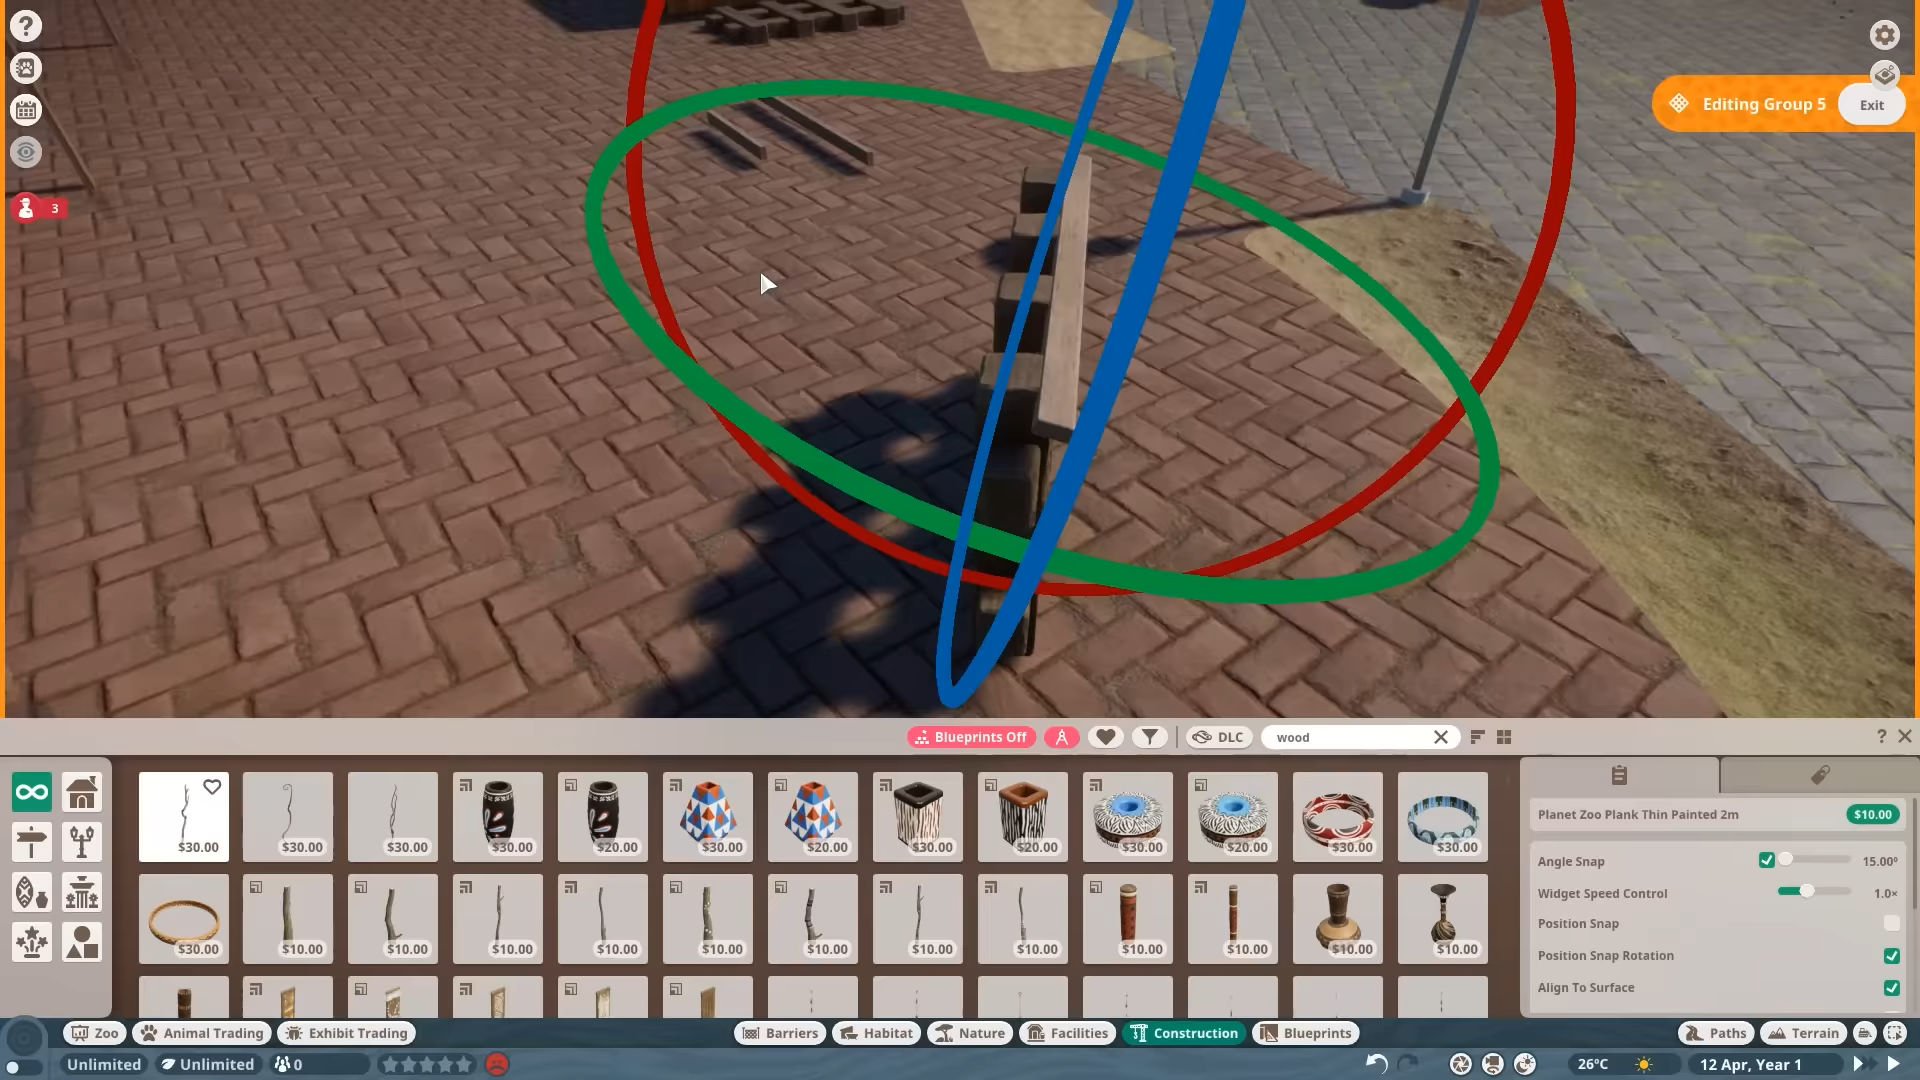 Editing Group 5 Exit
3
Blueprints Off
DLC
wood
?
$30.00 $30.00 $30.00 $30.00 $20.00 $30.00 $20.00 $30.00 $20.00 $30.00 $20.00 $30.00 $30.00
$30.00 $10.00 $10.00 $10.00 $10.00 $10.00 $10.00 $10.00 $10.00 $10.00 $10.00 $10.00 $10.00
Planet Zoo Plank Thin Painted 2m $10.00
Angle Snap 15.00°
Widget Speed Control 1.0×
Position Snap
Position Snap Rotation
Align To Surface
Zoo Animal Trading Exhibit Trading Barriers Habitat Nature Facilities Construction Blueprints Paths Terrain
Unlimited Unlimited 0 26°C 12 Apr, Year 1